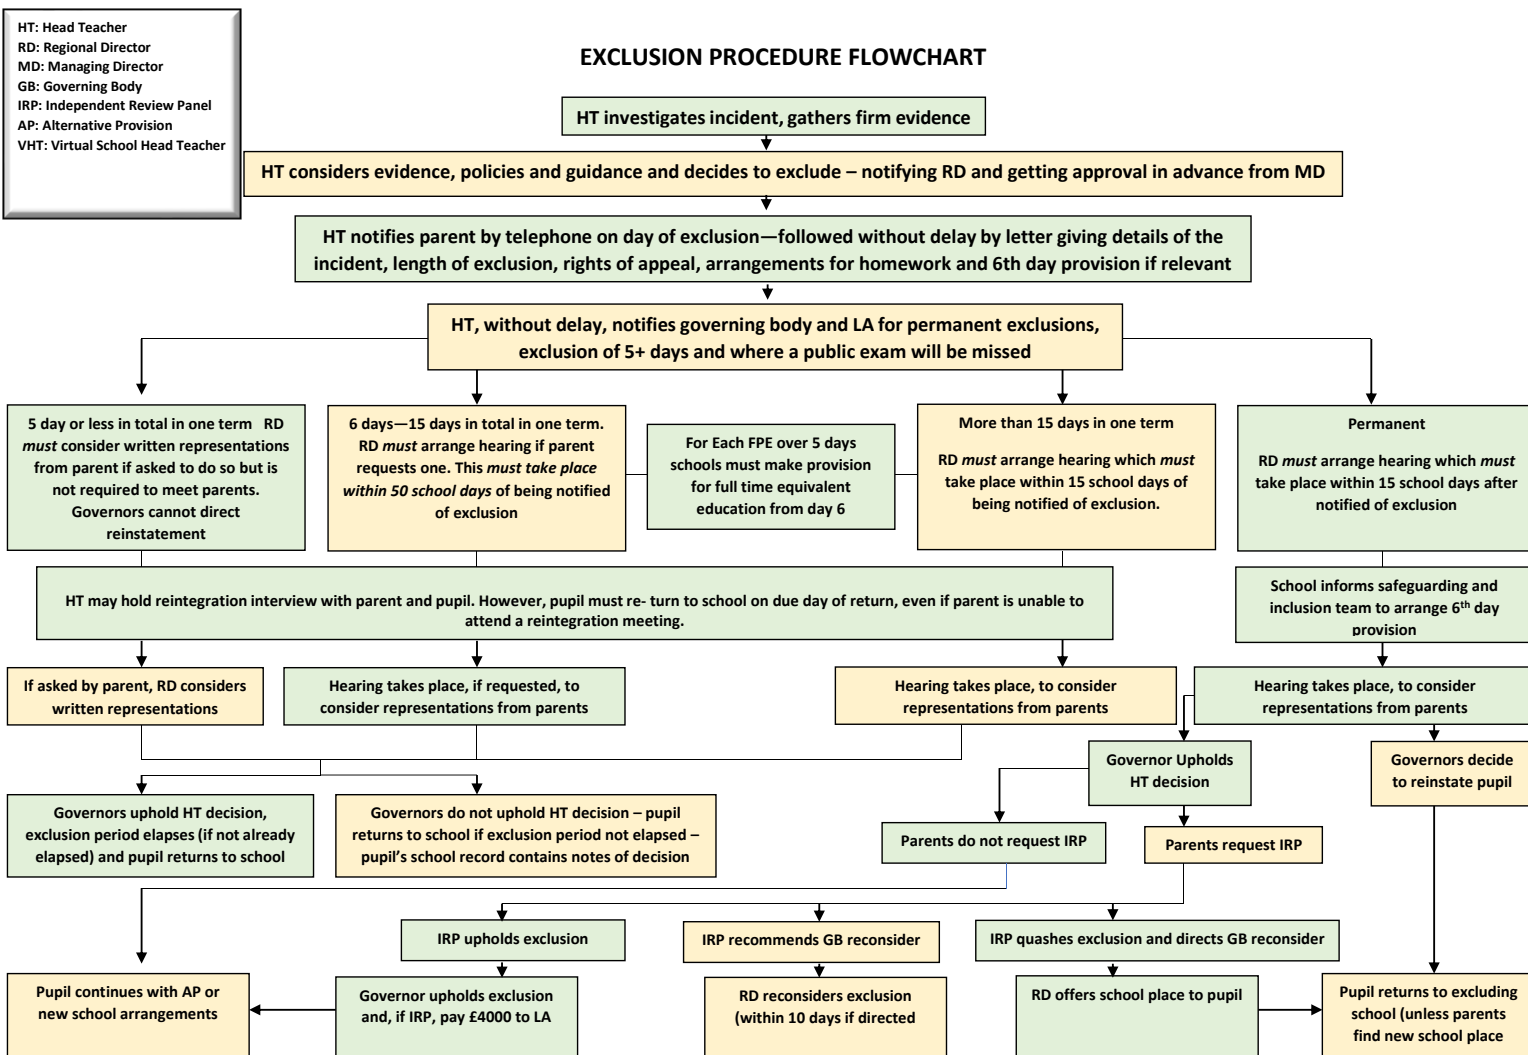 HT: Head Teacher
RD: Regional Director
MD: Managing Director
GB: Governing Body
IRP: Independent Review Panel
AP: Alternative Provision
VHT: Virtual School Head Teacher
EXCLUSION PROCEDURE FLOWCHART
HT investigates incident, gathers firm evidence
HT considers evidence, policies and guidance and decides to exclude – notifying RD and getting approval in advance from MD
HT notifies parent by telephone on day of exclusion—followed without delay by letter giving details of the
incident, length of exclusion, rights of appeal, arrangements for homework and 6th day provision if relevant
HT, without delay, notifies governing body and LA for permanent exclusions,
exclusion of 5+ days and where a public exam will be missed
5 day or less in total in one term RD
must consider written representations
from parent if asked to do so but is
not required to meet parents.
Governors cannot direct
reinstatement
6 days—15 days in total in one term.
RD must arrange hearing if parent
requests one. This must take place
within 50 school days of being notified
of exclusion
For Each FPE over 5 days
schools must make provision
for full time equivalent
education from day 6
More than 15 days in one term
RD must arrange hearing which must
take place within 15 school days of
being notified of exclusion.
Permanent
RD must arrange hearing which must
take place within 15 school days after
notified of exclusion
HT may hold reintegration interview with parent and pupil. However, pupil must re- turn to school on due day of return, even if parent is unable to
attend a reintegration meeting.
School informs safeguarding and
inclusion team to arrange 6th day
provision
If asked by parent, RD considers
written representations
Hearing takes place, if requested, to
consider representations from parents
Hearing takes place, to consider
representations from parents
Hearing takes place, to consider
representations from parents
Governor Upholds
HT decision
Governors decide
to reinstate pupil
Governors uphold HT decision,
exclusion period elapses (if not already
elapsed) and pupil returns to school
Governors do not uphold HT decision – pupil
returns to school if exclusion period not elapsed –
pupil's school record contains notes of decision
Parents do not request IRP
Parents request IRP
IRP upholds exclusion
IRP recommends GB reconsider
IRP quashes exclusion and directs GB reconsider
Pupil continues with AP or
new school arrangements
Governor upholds exclusion
and, if IRP, pay £4000 to LA
RD reconsiders exclusion
(within 10 days if directed
RD offers school place to pupil
Pupil returns to excluding
school (unless parents
find new school place